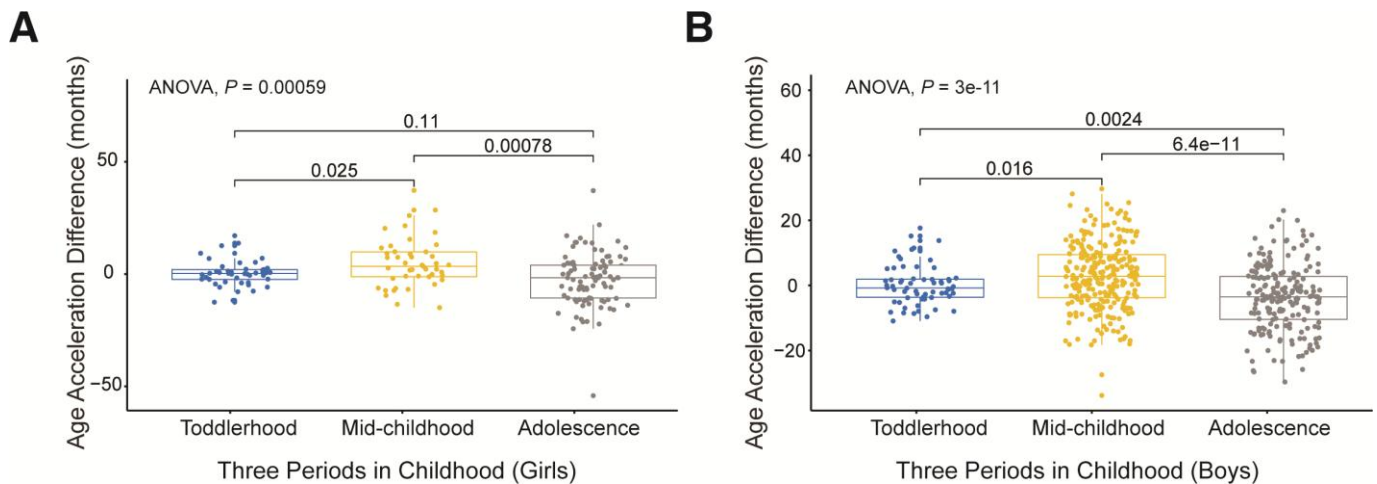 A
Age Acceleration Difference (months)
ANOVA, P = 0.00059
0.11
0.00078
0.025
50
0
−50
Toddlerhood
Mid-childhood
Adolescence
Three Periods in Childhood (Girls)
B
Age Acceleration Difference (months)
ANOVA, P = 3e-11
0.0024
6.4e−11
0.016
60
40
20
0
−20
Toddlerhood
Mid-childhood
Adolescence
Three Periods in Childhood (Boys)